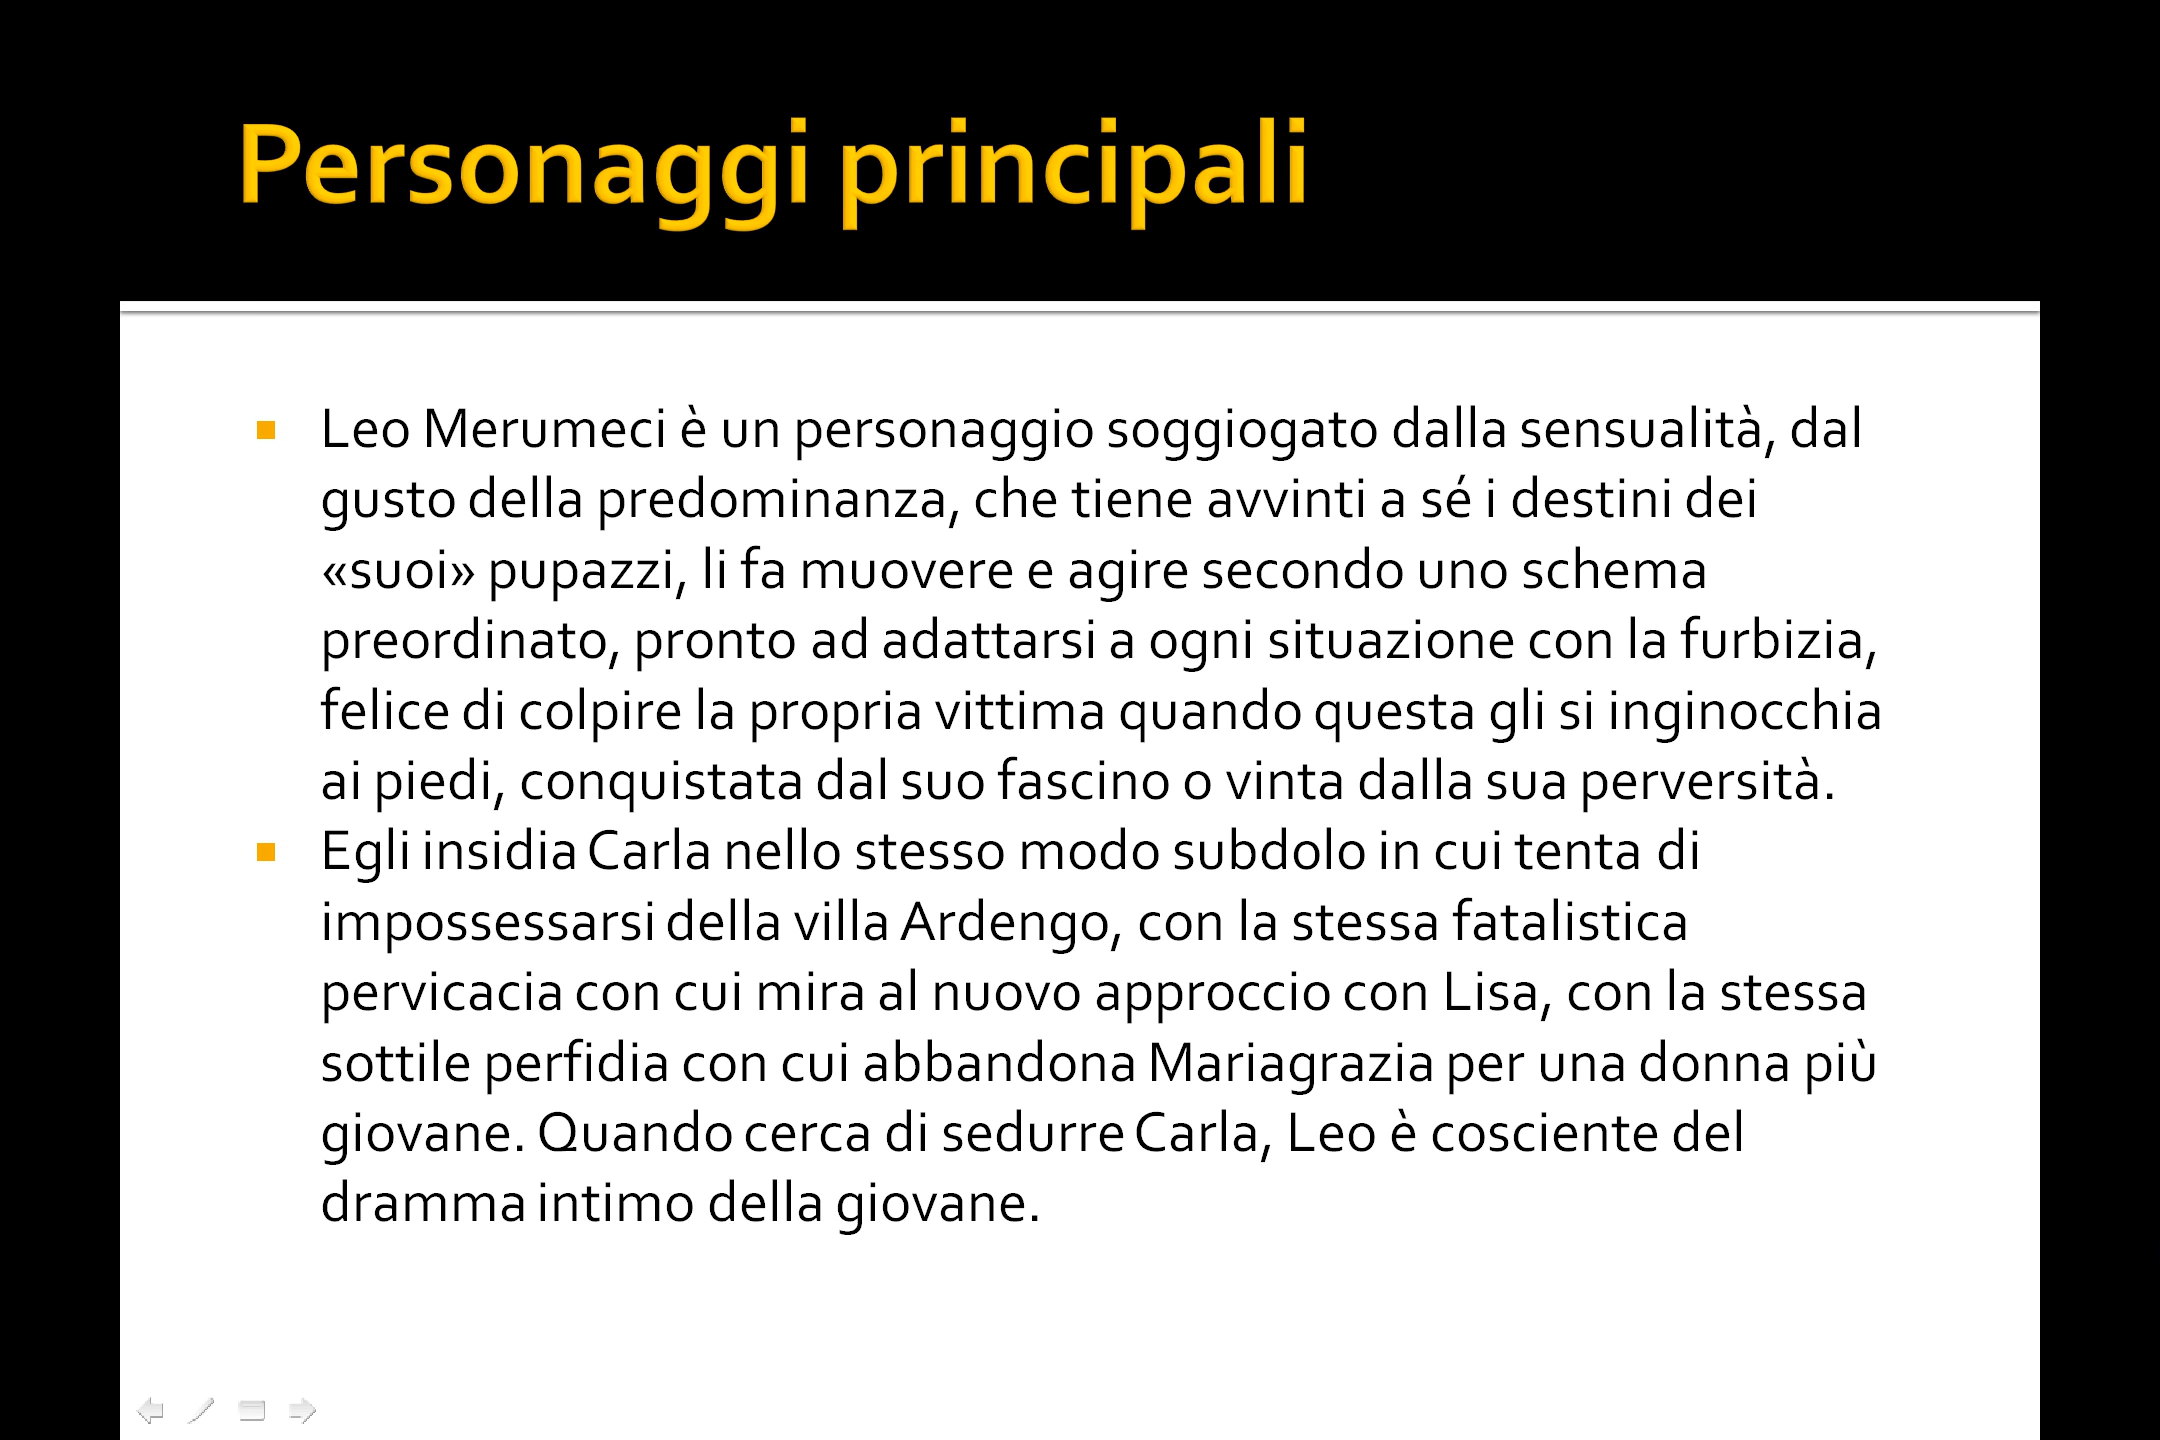 Personaggi principali
Leo Merumeci è un personaggio soggiogato dalla sensualità, dal
gusto della predominanza, che tiene avvinti a sé i destini dei
«suoi» pupazzi, li fa muovere e agire secondo uno schema
preordinato, pronto ad adattarsi a ogni situazione con la furbizia,
felice di colpire la propria vittima quando questa gli si inginocchia
ai piedi, conquistata dal suo fascino o vinta dalla sua perversità.
Egli insidia Carla nello stesso modo subdolo in cui tenta di
impossessarsi della villa Ardengo, con la stessa fatalistica
pervicacia con cui mira al nuovo approccio con Lisa, con la stessa
sottile perfidia con cui abbandona Mariagrazia per una donna più
giovane. Quando cerca di sedurre Carla, Leo è cosciente del
dramma intimo della giovane.